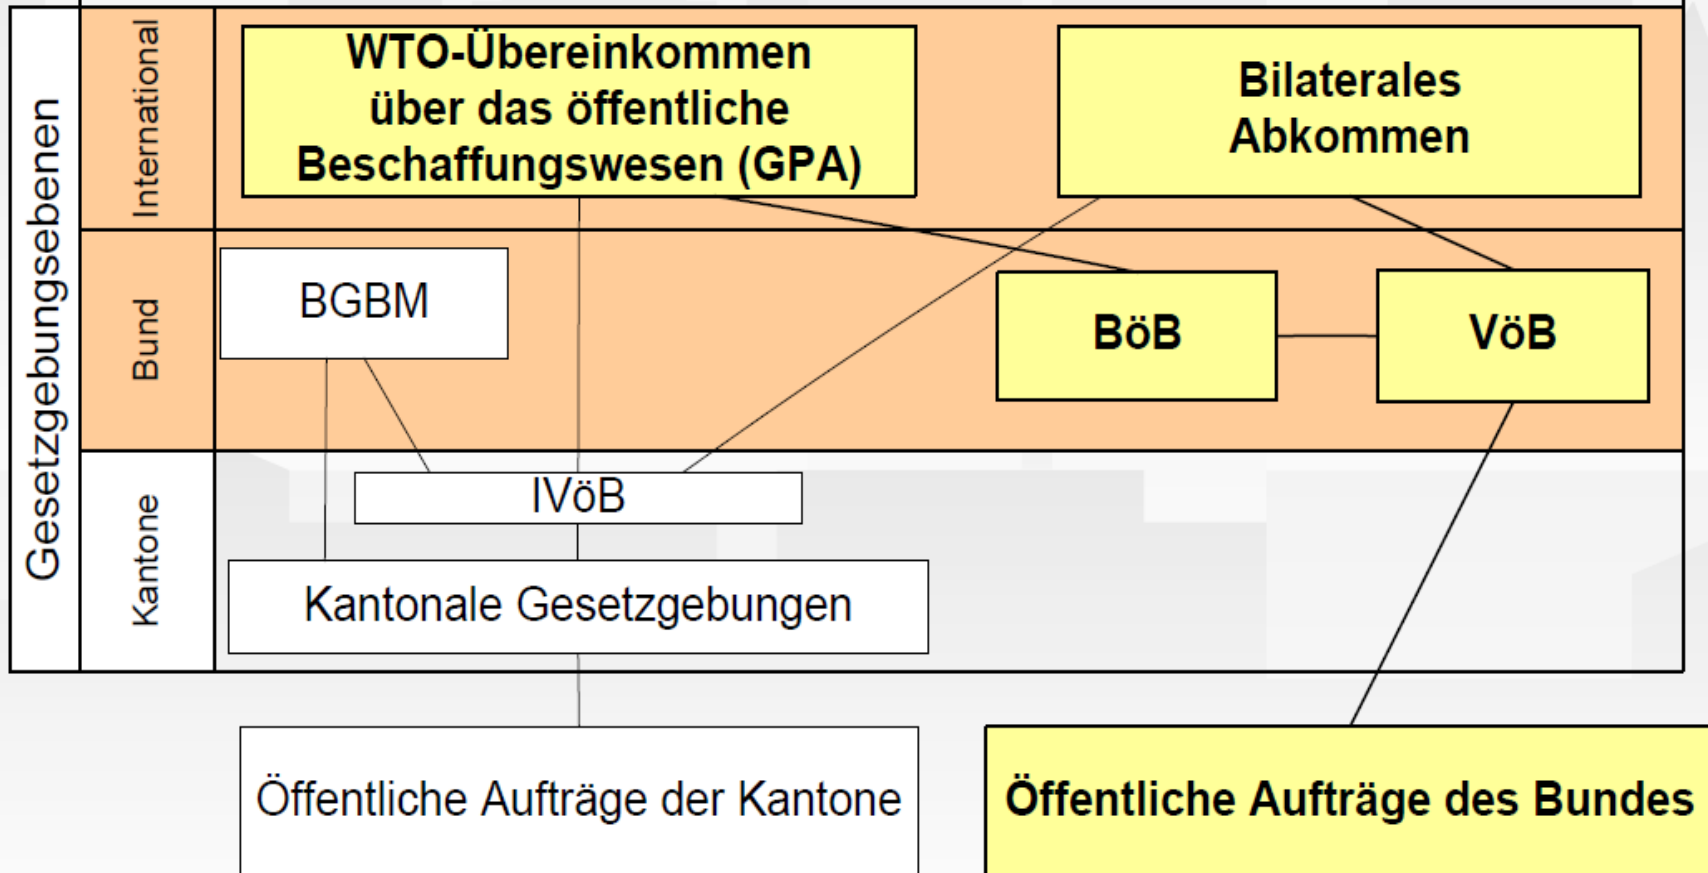 Gesetzgebungsebenen
International
WTO-Übereinkommen
über das öffentliche
Beschaffungswesen (GPA)
Bilaterales
Abkommen
Bund
BGBM
BöB
VöB
Kantone
IVöB
Kantonale Gesetzgebungen
Öffentliche Aufträge der Kantone
Öffentliche Aufträge des Bundes